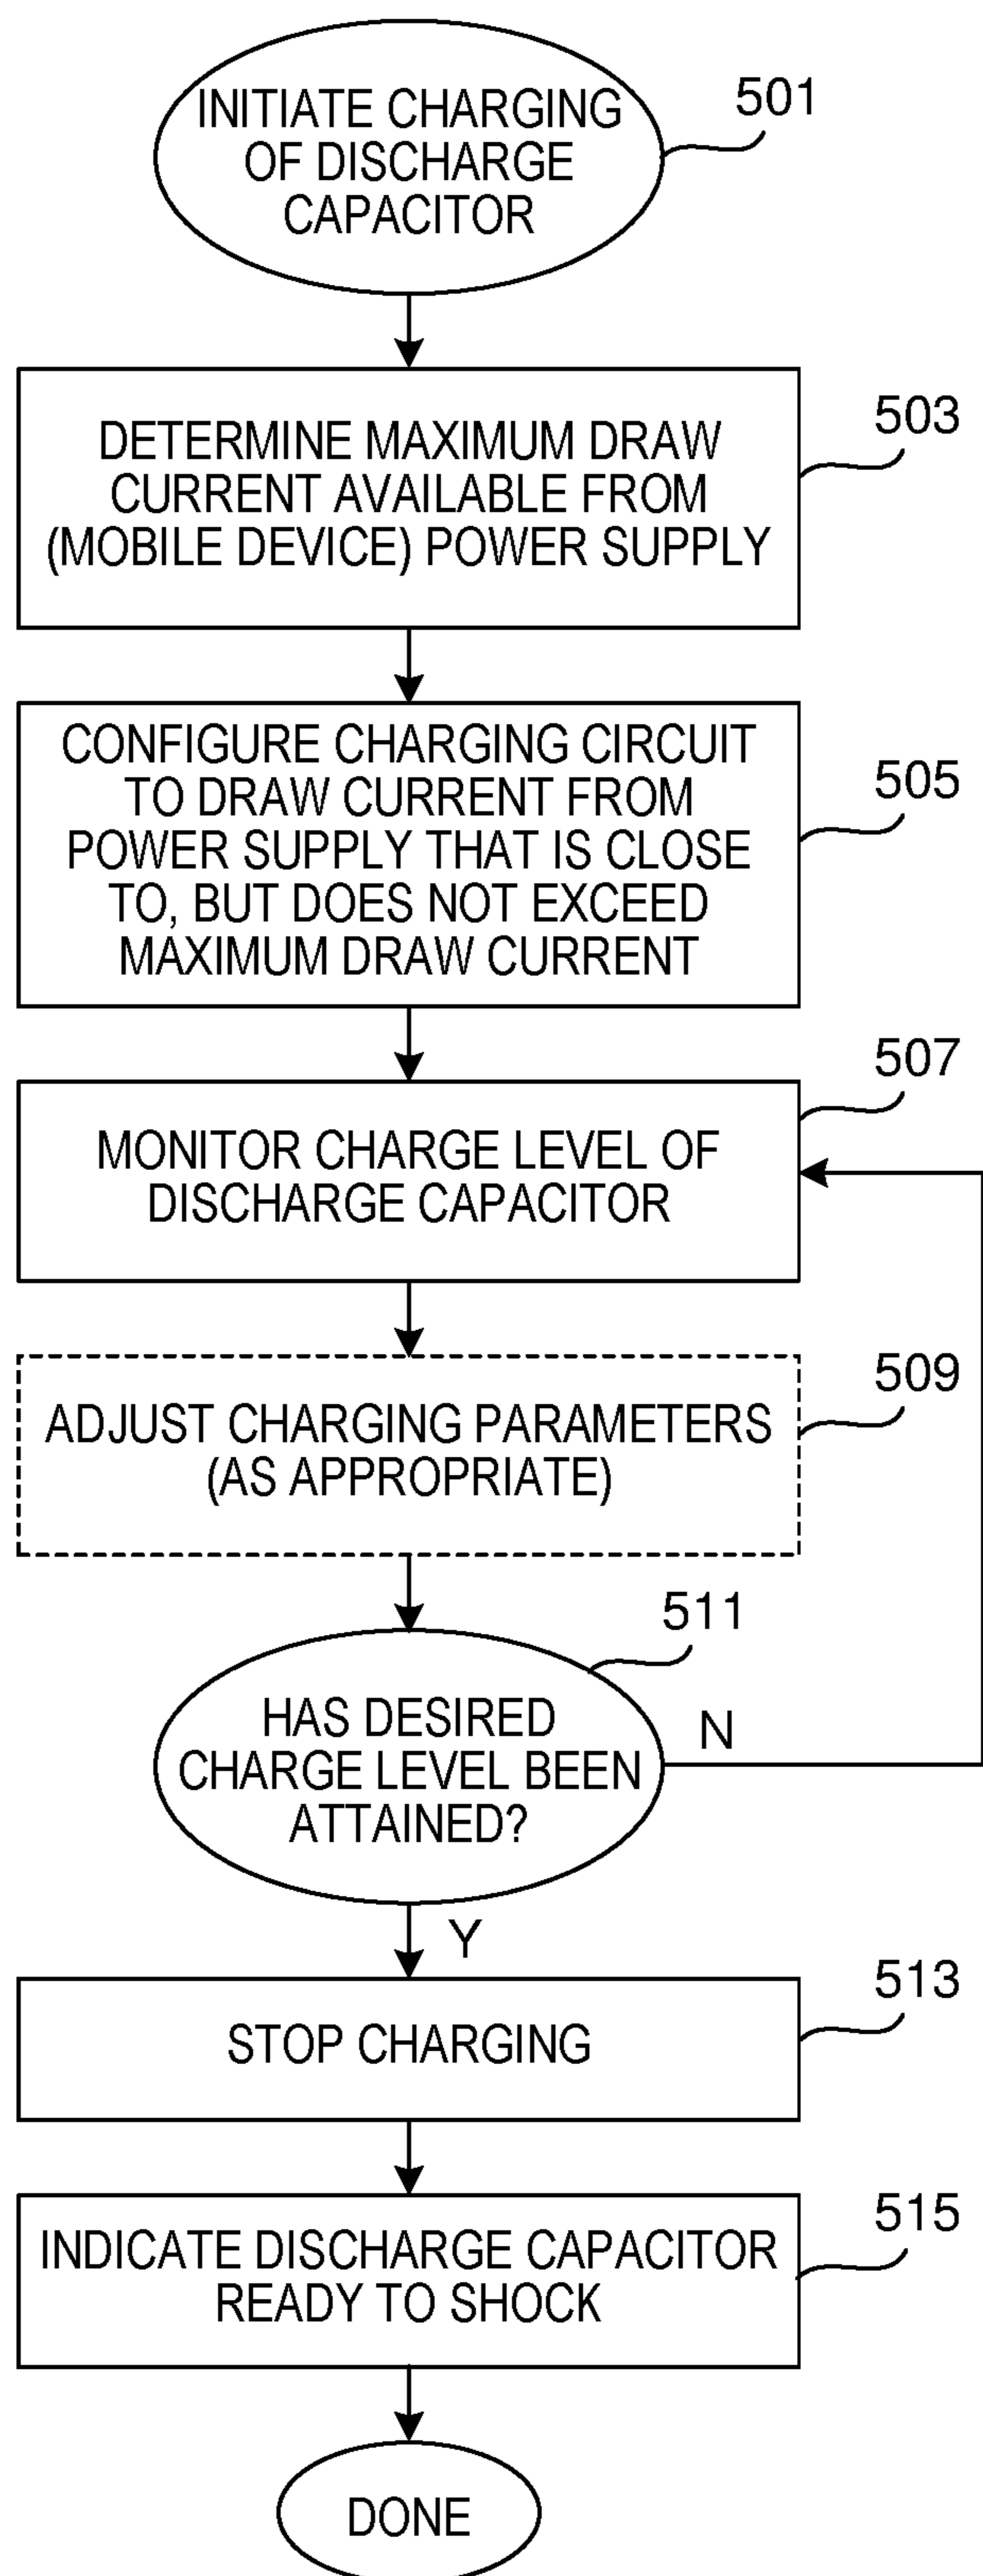 INITIATE CHARGING
OF DISCHARGE
CAPACITOR
501
DETERMINE MAXIMUM DRAW
CURRENT AVAILABLE FROM
(MOBILE DEVICE) POWER SUPPLY
503
CONFIGURE CHARGING CIRCUIT
TO DRAW CURRENT FROM
POWER SUPPLY THAT IS CLOSE
TO, BUT DOES NOT EXCEED
MAXIMUM DRAW CURRENT
505
MONITOR CHARGE LEVEL OF
DISCHARGE CAPACITOR
507
ADJUST CHARGING PARAMETERS
(AS APPROPRIATE)
509
HAS DESIRED
CHARGE LEVEL BEEN
ATTAINED?
511
N
Y
STOP CHARGING
513
INDICATE DISCHARGE CAPACITOR
READY TO SHOCK
515
DONE